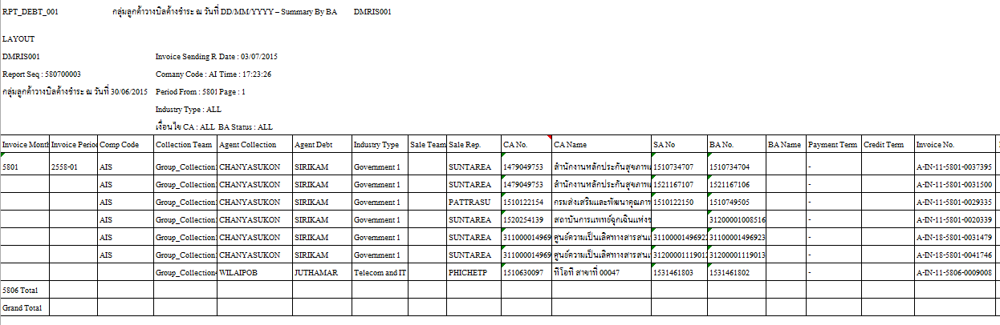 RPT_DEBT_001 กลุ่มลูกค้าวางบิลค้างชำระ ณ วันที่ DD/MM/YYYY – Summary By BA DMRIS001
LAYOUT
DMRIS001 Invoice Sending R Date : 03/07/2015
Report Seq : 580700003 Comany Code : AI Time : 17:23:26
กลุ่มลูกค้าวางบิลค้างชำระ ณ วันที่ 30/06/2015 Period From : 5801 Page : 1
Industry Type : ALL
เงื่อนไข CA : ALL BA Status : ALL
Invoice Month Invoice Period Comp Code Collection Team Agent Collection Agent Debt Industry Type Sale Team Sale Rep. CA No. CA Name SA No BA No. BA Name Payment Term Credit Term Invoice No.
5801 2558-01 AIS Group_Collection1 CHANYASUKON SIRIKAM Government 1 SUNTAREA 1479049753 สำนักงานหลักประกันสุขภาพ 1510734707 1510734704 - A-IN-11-5801-0037395
AIS Group_Collection1 CHANYASUKON SIRIKAM Government 1 SUNTAREA 1479049753 สำนักงานหลักประกันสุขภาพ 1521167107 1521167106 - A-IN-11-5801-0031500
AIS Group_Collection1 CHANYASUKON SIRIKAM Government 1 PATTRASU 1510122154 กรมส่งเสริมและพัฒนาคุณภาพ 1510122150 1510749505 - A-IN-11-5801-0029335
AIS Group_Collection1 CHANYASUKON SIRIKAM Government 1 SUNTAREA 1520254139 สถาบันการแพทย์ฉุกเฉินแห่งช 31200001008516 - A-IN-11-5801-0020339
AIS Group_Collection1 CHANYASUKON SIRIKAM Government 1 SUNTAREA 311000014969 ศูนย์ความเป็นเลิศทางสารสน 3110000149692 31100001496923 - A-IN-18-5801-0031479
AIS Group_Collection1 CHANYASUKON SIRIKAM Government 1 SUNTAREA 311000014969 ศูนย์ความเป็นเลิศทางสารสน 3120000111901 31200001119013 - A-IN-18-5801-0041746
Group_Collection4 WILAIPOB JUTHAMAR Telecom and IT PHICHETP 1510630097 ทีโอที สาขาที่ 00047 1531461803 1531461802 - A-IN-11-5806-0009008
5806 Total
Grand Total